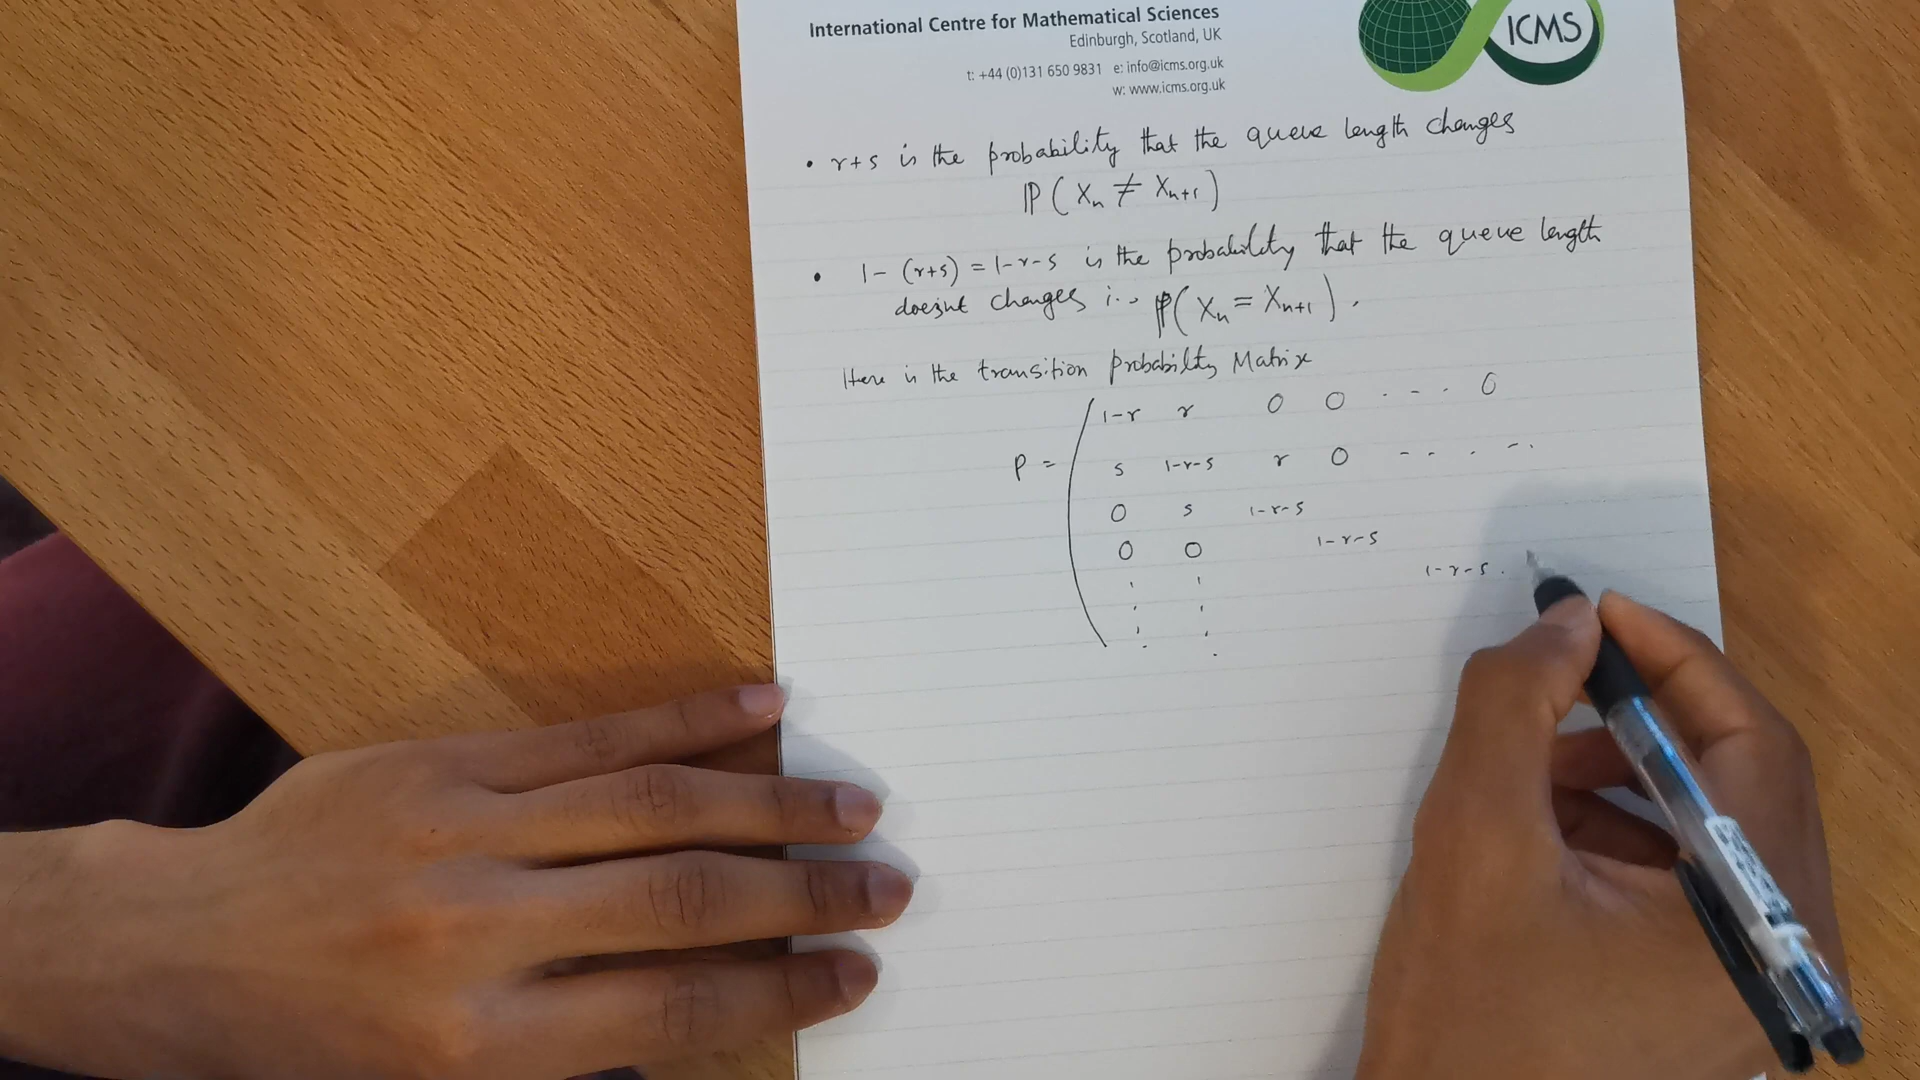 International Centre for Mathematical Sciences
Edinburgh, Scotland, UK
t: +44 (0)131 650 9831 e: info@icms.org.uk
w: www.icms.org.uk
ICMS
• r+s is the probability that the queue length changes
ℙ ( Xn ≠ Xn+1 )
• 1 - (r+s) = 1-r-s is the probability that the queue length
doesnt changes i.. ℙ( Xn = Xn+1 ) .
Here is the transition probability Matrix
1-r r 0 0 . - - . 0
P = s 1-r-s r 0 - - . . - .
0 s 1-r-s
0 0 1-r-s
1-r-s .